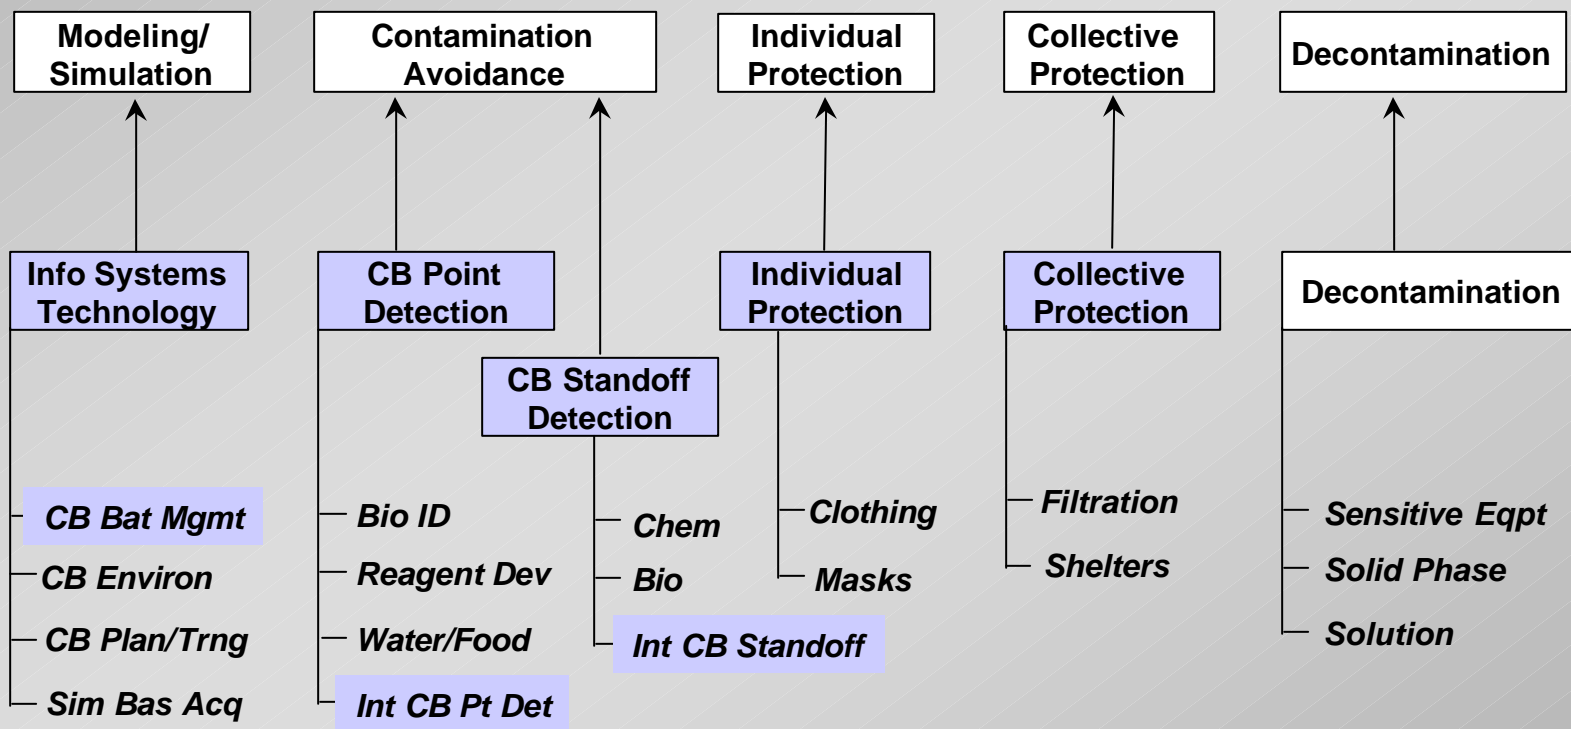 Modeling/
Simulation
Contamination
Avoidance
Individual
Protection
Collective
Protection
Decontamination
Info Systems
Technology
CB Point
Detection
Individual
Protection
Collective
Protection
Decontamination
CB Standoff
Detection
CB Bat Mgmt
CB Environ
CB Plan/Trng
Sim Bas Acq
Bio ID
Reagent Dev
Water/Food
Int CB Pt Det
Chem
Bio
Int CB Standoff
Clothing
Masks
Filtration
Shelters
Sensitive Eqpt
Solid Phase
Solution